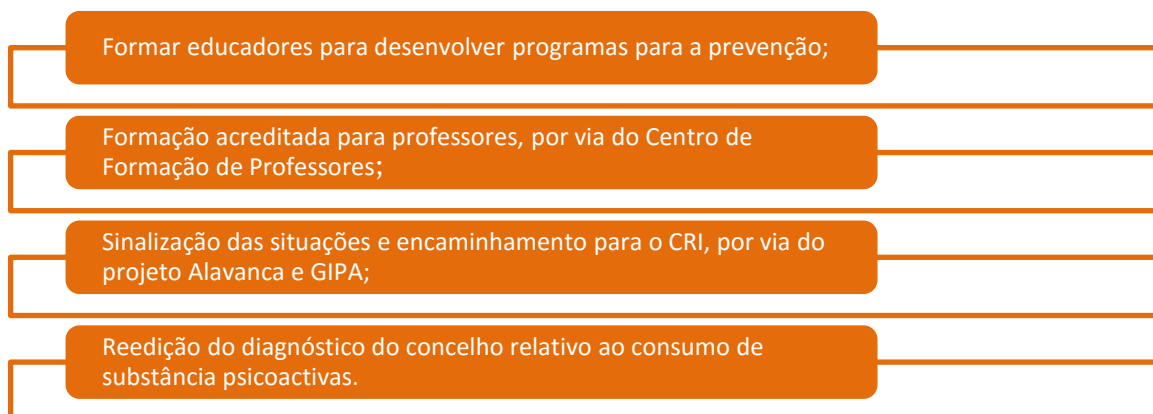 Formar educadores para desenvolver programas para a prevenção;
Formação acreditada para professores, por via do Centro de
Formação de Professores;
Sinalização das situações e encaminhamento para o CRI, por via do
projeto Alavanca e GIPA;
Reedição do diagnóstico do concelho relativo ao consumo de
substância psicoactivas.